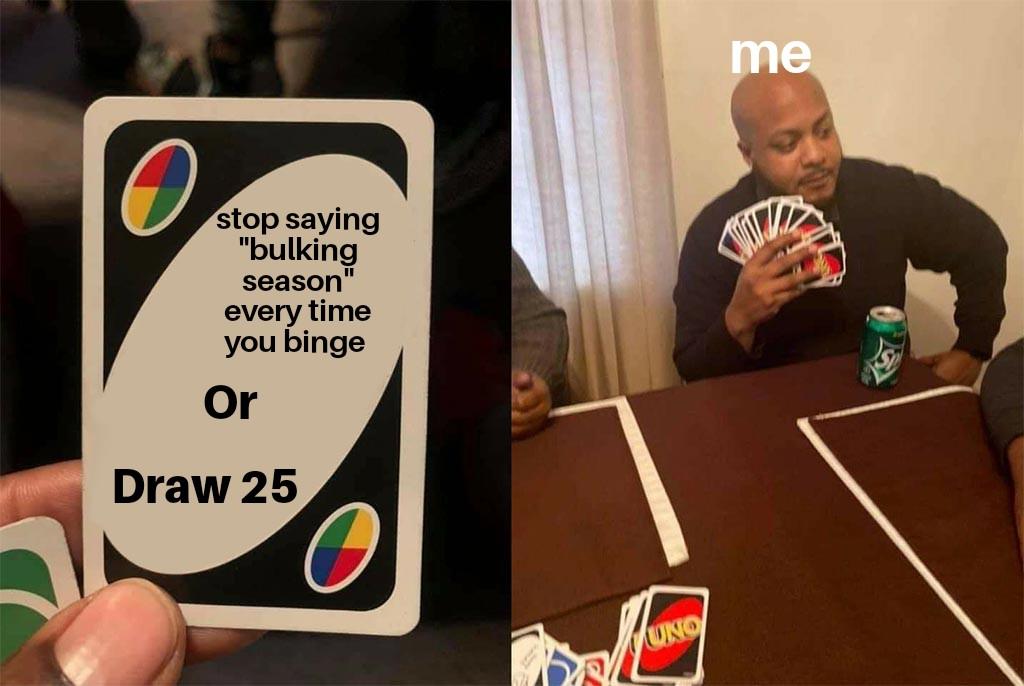 stop saying
"bulking
season"
every time
you binge
Or
Draw 25
me
UNO